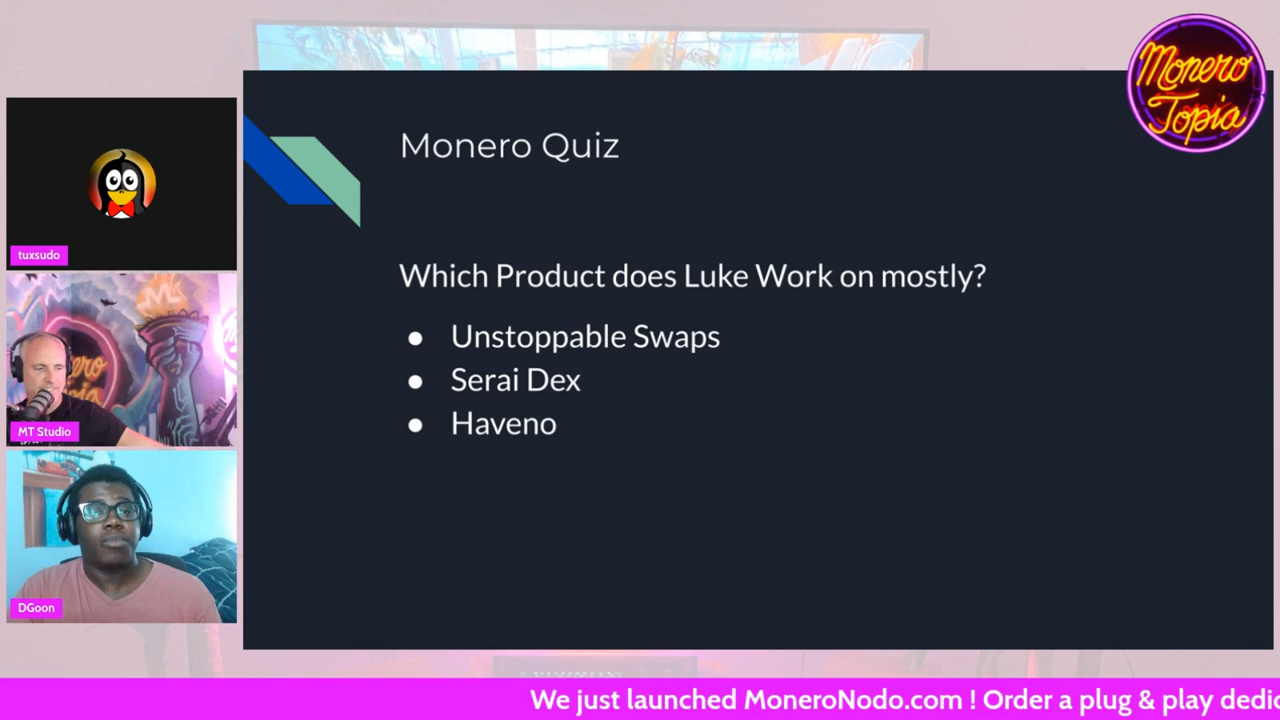 Monero
Topia
Monero Quiz
tuxsudo
Which Product does Luke Work on mostly?
Unstoppable Swaps
Serai Dex
Haveno
MT Studio
DGoon
We just launched MoneroNodo.com ! Order a plug & play dedic